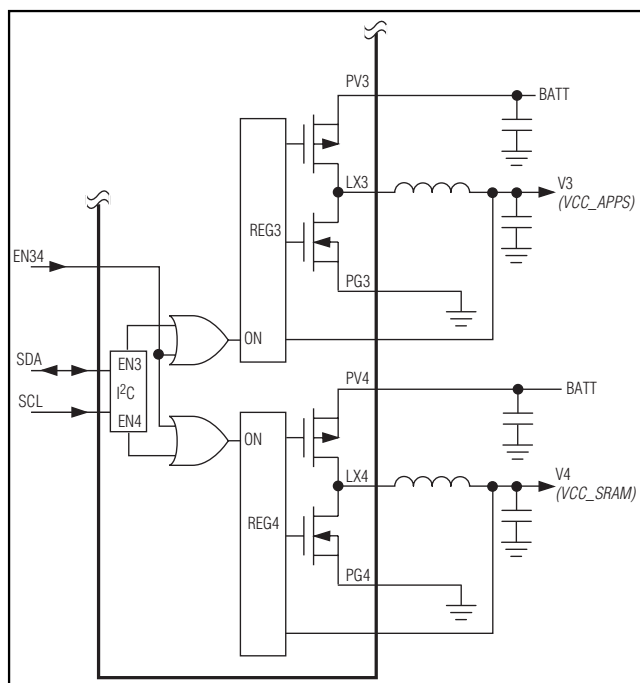 PV3
BATT
LX3
V3
(VCC_APPS)
REG3
EN34
PG3
ON
SDA
EN3
I²C
SCL
EN4
PV4
BATT
ON
LX4
V4
(VCC_SRAM)
REG4
PG4